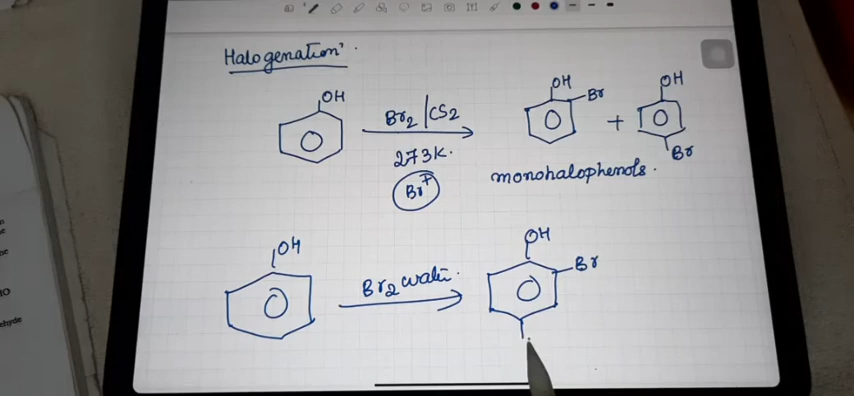 Halogenation
OH
Br2/CS2
273K.
Br+
OH
Br
+
OH
Br
monohalophenols.
OH
Br2 water.
OH
Br